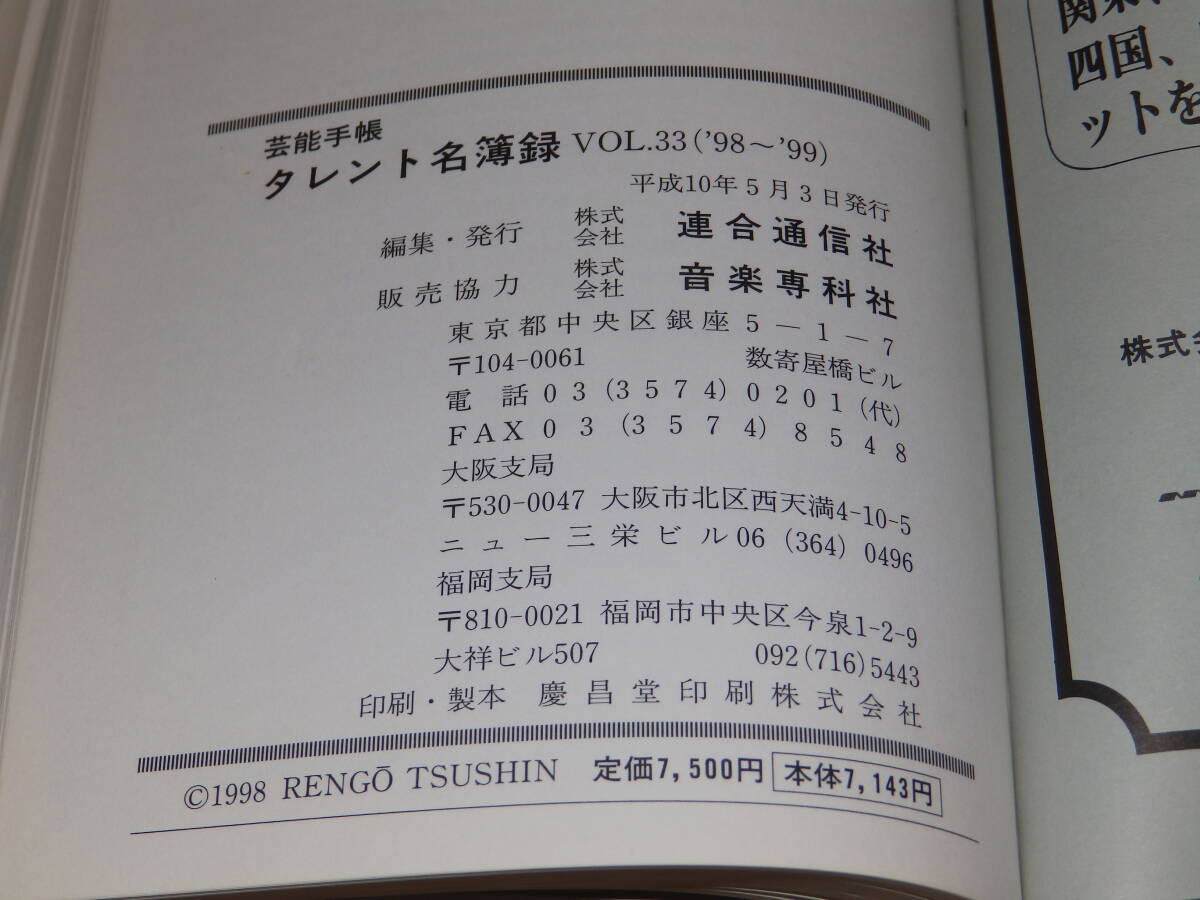 芸能手帳
タレント名簿録 VOL.33('98～'99)
平成10年5月3日発行
編集・発行 株式会社 連合通信社
販売協力 株式会社 音楽専科社
東京都中央区銀座5－1－7
〒104-0061 数寄屋橋ビル
電話03(3574)0201(代)
FAX03(3574)8548
大阪支局
〒530-0047 大阪市北区西天満4-10-5
ニュー三栄ビル06(364)0496
福岡支局
〒810-0021 福岡市中央区今泉1-2-9
大祥ビル507 092(716)5443
印刷・製本 慶昌堂印刷株式会社
©1998 RENGŌ TSUSHIN 定価7,500円 本体7,143円
四国、
ットを
株式